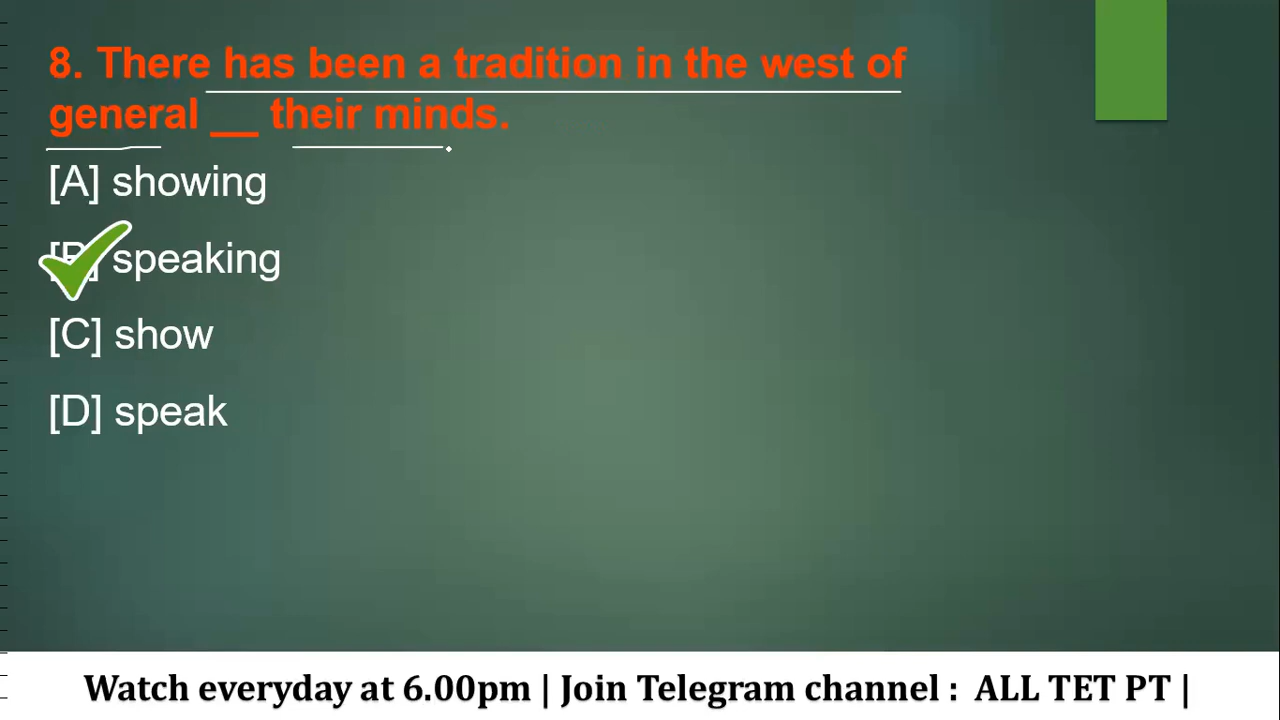 8. There has been a tradition in the west of
general __ their minds.
[A] showing
[B] speaking
[C] show
[D] speak
Watch everyday at 6.00pm | Join Telegram channel : ALL TET PT |